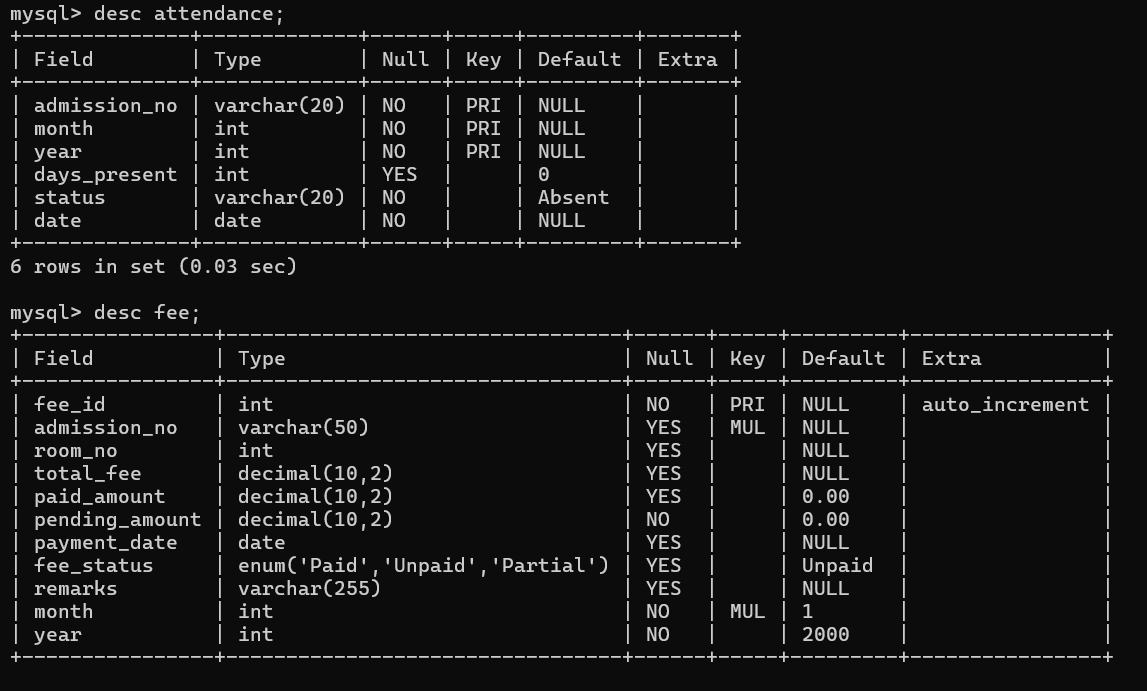 mysql> desc attendance;
+--------------+-------------+------+-----+---------+-------+
| Field        | Type        | Null | Key | Default | Extra |
+--------------+-------------+------+-----+---------+-------+
| admission_no | varchar(20) | NO   | PRI | NULL    |       |
| month        | int         | NO   | PRI | NULL    |       |
| year         | int         | NO   | PRI | NULL    |       |
| days_present | int         | YES  |     | 0       |       |
| status       | varchar(20) | NO   |     | Absent  |       |
| date         | date        | NO   |     | NULL    |       |
+--------------+-------------+------+-----+---------+-------+
6 rows in set (0.03 sec)

mysql> desc fee;
+----------------+---------------------------------+------+-----+---------+----------------+
| Field          | Type                            | Null | Key | Default | Extra          |
+----------------+---------------------------------+------+-----+---------+----------------+
| fee_id         | int                             | NO   | PRI | NULL    | auto_increment |
| admission_no   | varchar(50)                     | YES  | MUL | NULL    |                |
| room_no        | int                             | YES  |     | NULL    |                |
| total_fee      | decimal(10,2)                   | YES  |     | NULL    |                |
| paid_amount    | decimal(10,2)                   | YES  |     | 0.00    |                |
| pending_amount | decimal(10,2)                   | NO   |     | 0.00    |                |
| payment_date   | date                            | YES  |     | NULL    |                |
| fee_status     | enum('Paid','Unpaid','Partial') | YES  |     | Unpaid  |                |
| remarks        | varchar(255)                    | YES  |     | NULL    |                |
| month          | int                             | NO   | MUL | 1       |                |
| year           | int                             | NO   |     | 2000    |                |
+----------------+---------------------------------+------+-----+---------+----------------+